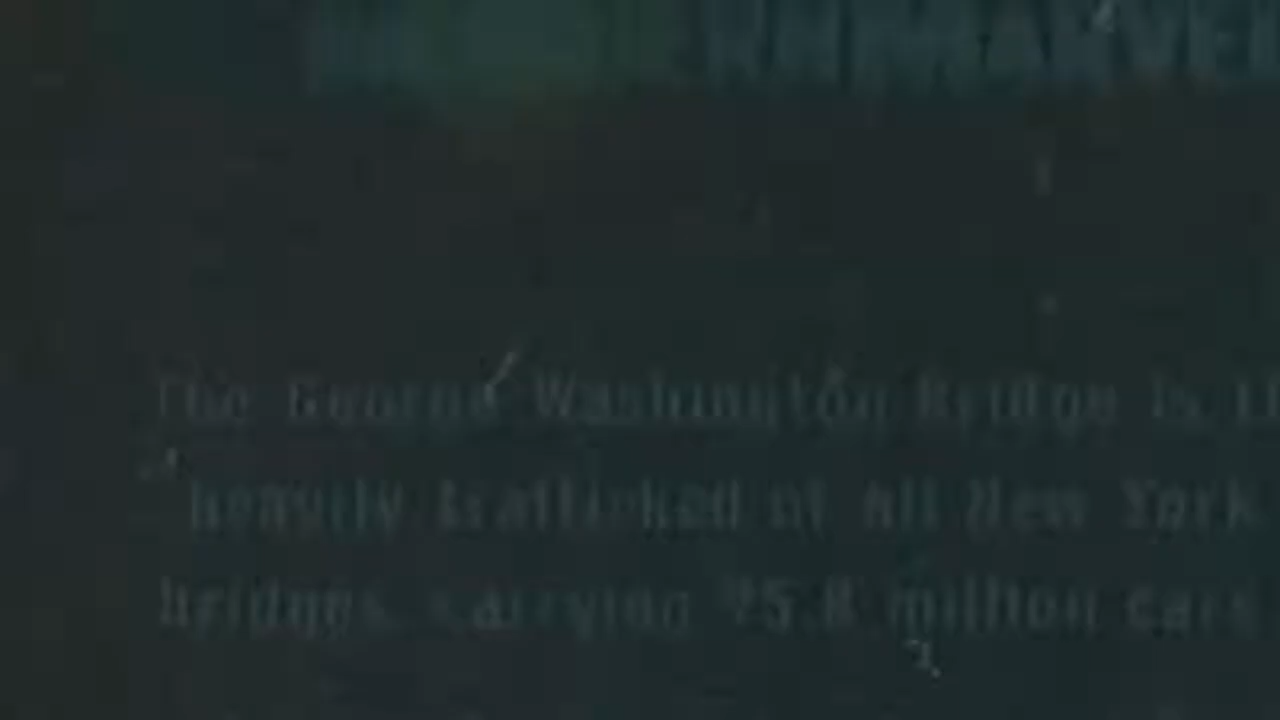 The George Washington Bridge is
heavily trafficked of all New York
bridges, carrying 75.8 million cars